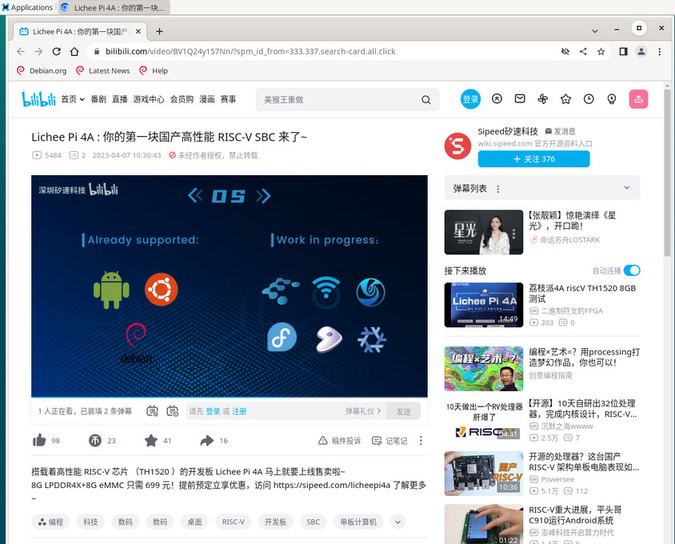 Applications
Lichee Pi 4A : 你的第一块...
Lichee Pi 4A : 你的第一块国产
bilibili.com/video/BV1Q24y157Nn/?spm_id_from=333.337.search-card.all.click
Debian.org
Latest News
Help
bilibili
首页
番剧
直播
游戏中心
会员购
漫画
赛事
美猴王重做
登录
Lichee Pi 4A : 你的第一块国产高性能 RISC-V SBC 来了~
5484
2
2023-04-07 10:30:43
未经作者授权，禁止转载
深圳矽速科技 bilibili
OS
Already supported:
Work in progress:
debian
1 人正在看，已装填 2 条弹幕
请先 登录 或 注册
弹幕礼仪
发送
98
23
41
16
稿件投诉
记笔记
搭载着高性能 RISC-V 芯片 （TH1520 ）的开发板 Lichee Pi 4A 马上就要上线售卖啦~
8G LPDDR4X+8G eMMC 只需 699 元！提前预定立享优惠，访问 https://sipeed.com/licheepi4a 了解更多
~
编程
科技
数码
数码
桌面
RISC-V
开发板
SBC
单板计算机
Sipeed矽速科技
发消息
wiki.sipeed.com 官方开源资料入口
+ 关注 376
弹幕列表
星光
【张靓颖】惊艳演绎《星
光》，开口跪！
命运方舟LOSTARK
接下来播放
自动连播
Lichee Pi 4A
14:49
荔枝派4A riscV TH1520 8GB
测试
二進制符文的FPGA
203
0
编程×艺术=?
编程×艺术=？用processing打
造梦幻作品，你也可以！
创意编程指南
10天做出一个RV处理器
肝爆了
RISC
【开源】10天自研出32位处理
器，完成内核设计，RISC-V...
沉默之海wwww
2.5万
7
国产
RISC-V
10:36
开源的处理器？这台国产
RISC-V 架构单板电脑表现如...
Powersee
5.1万
112
01:22
RISC-V重大进展，平头哥
C910运行Android系统
澎峰科技开启算力时代